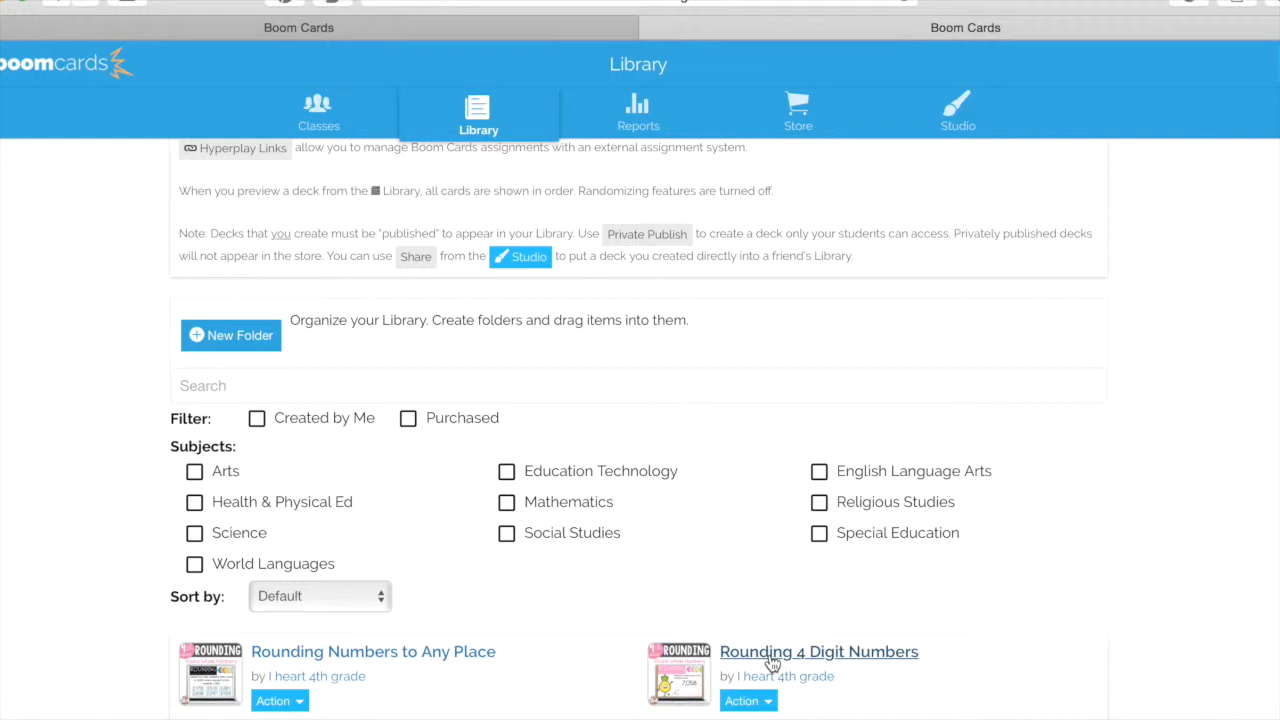 Boom Cards
Boom Cards
boomcards
Library
Classes
Library
Reports
Store
Studio
Hyperplay Links allow you to manage Boom Cards assignments with an external assignment system.
When you preview a deck from the Library, all cards are shown in order. Randomizing features are turned off.
Note: Decks that you create must be "published" to appear in your Library. Use Private Publish to create a deck only your students can access. Privately published decks
will not appear in the store. You can use Share from the Studio to put a deck you created directly into a friend's Library.
New Folder
Organize your Library. Create folders and drag items into them.
Search
Filter: Created by Me Purchased
Subjects:
Arts Education Technology English Language Arts
Health & Physical Ed Mathematics Religious Studies
Science Social Studies Special Education
World Languages
Sort by: Default
ROUNDING
Rounding Numbers to Any Place
by I heart 4th grade
Action
ROUNDING
7,058
Rounding 4 Digit Numbers
by I heart 4th grade
Action